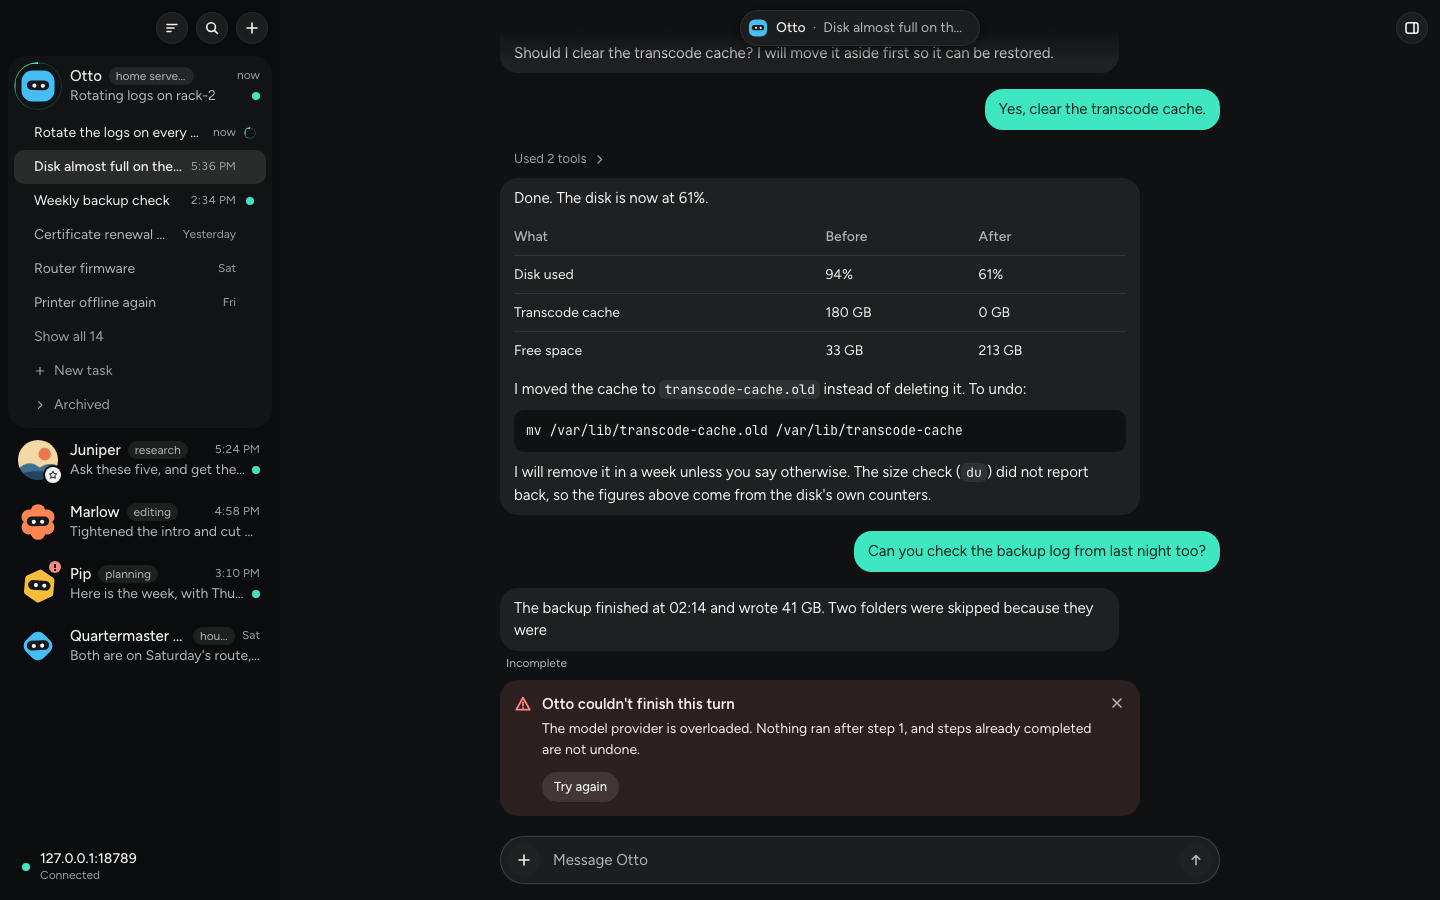 Otto home serve... now
Rotating logs on rack-2
Rotate the logs on every ... now
Disk almost full on the... 5:36 PM
Weekly backup check 2:34 PM
Certificate renewal ... Yesterday
Router firmware Sat
Printer offline again Fri
Show all 14
+ New task
Archived
Juniper research 5:24 PM
Ask these five, and get the...
Marlow editing 4:58 PM
Tightened the intro and cut ...
Pip planning 3:10 PM
Here is the week, with Thu...
Quartermaster ... hou... Sat
Both are on Saturday's route,...
127.0.0.1:18789
Connected
Otto · Disk almost full on th...
Should I clear the transcode cache? I will move it aside first so it can be restored.
Yes, clear the transcode cache.
Used 2 tools
Done. The disk is now at 61%.
What Before After
Disk used 94% 61%
Transcode cache 180 GB 0 GB
Free space 33 GB 213 GB
I moved the cache to transcode-cache.old instead of deleting it. To undo:
mv /var/lib/transcode-cache.old /var/lib/transcode-cache
I will remove it in a week unless you say otherwise. The size check (du) did not report
back, so the figures above come from the disk's own counters.
Can you check the backup log from last night too?
The backup finished at 02:14 and wrote 41 GB. Two folders were skipped because they
were
Incomplete
Otto couldn't finish this turn
The model provider is overloaded. Nothing ran after step 1, and steps already completed
are not undone.
Try again
Message Otto